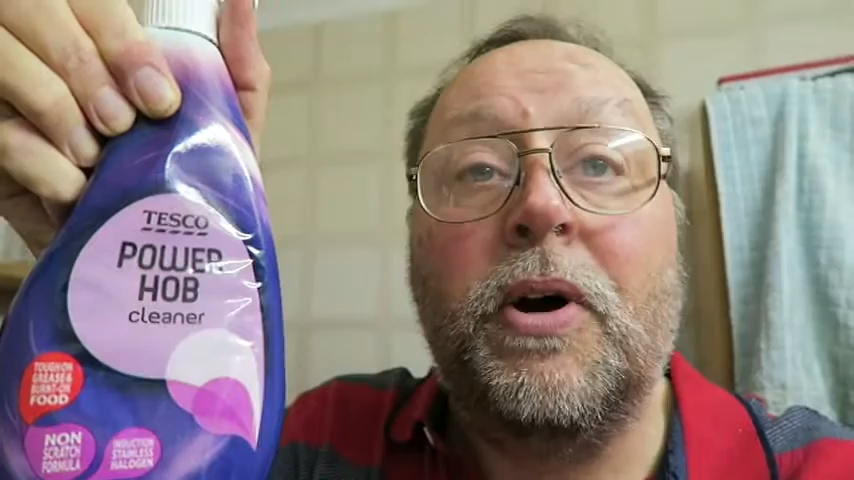 TESCO
POWER
HOB
cleaner
TOUGH ON
GREASE &
BURNT-ON
FOOD
NON
SCRATCH
FORMULA
INDUCTION
STAINLESS
HALOGEN